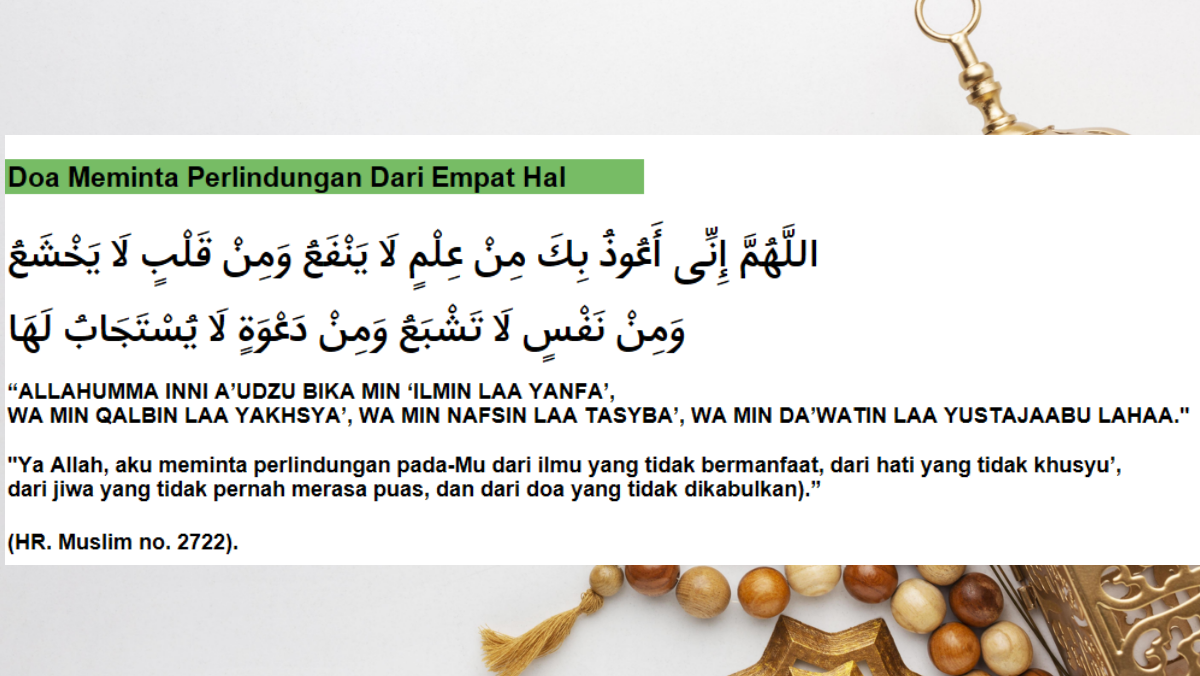 Doa Meminta Perlindungan Dari Empat Hal
اللَّهُمَّ إِنِّى أَعُوذُ بِكَ مِنْ عِلْمٍ لَا يَنْفَعُ وَمِنْ قَلْبٍ لَا يَخْشَعُ
وَمِنْ نَفْسٍ لَا تَشْبَعُ وَمِنْ دَعْوَةٍ لَا يُسْتَجَابُ لَهَا
“ALLAHUMMA INNI A’UDZU BIKA MIN ‘ILMIN LAA YANFA’,
WA MIN QALBIN LAA YAKHSYA’, WA MIN NAFSIN LAA TASYBA’, WA MIN DA’WATIN LAA YUSTAJAABU LAHAA."
"Ya Allah, aku meminta perlindungan pada-Mu dari ilmu yang tidak bermanfaat, dari hati yang tidak khusyu’,
dari jiwa yang tidak pernah merasa puas, dan dari doa yang tidak dikabulkan).”
(HR. Muslim no. 2722).